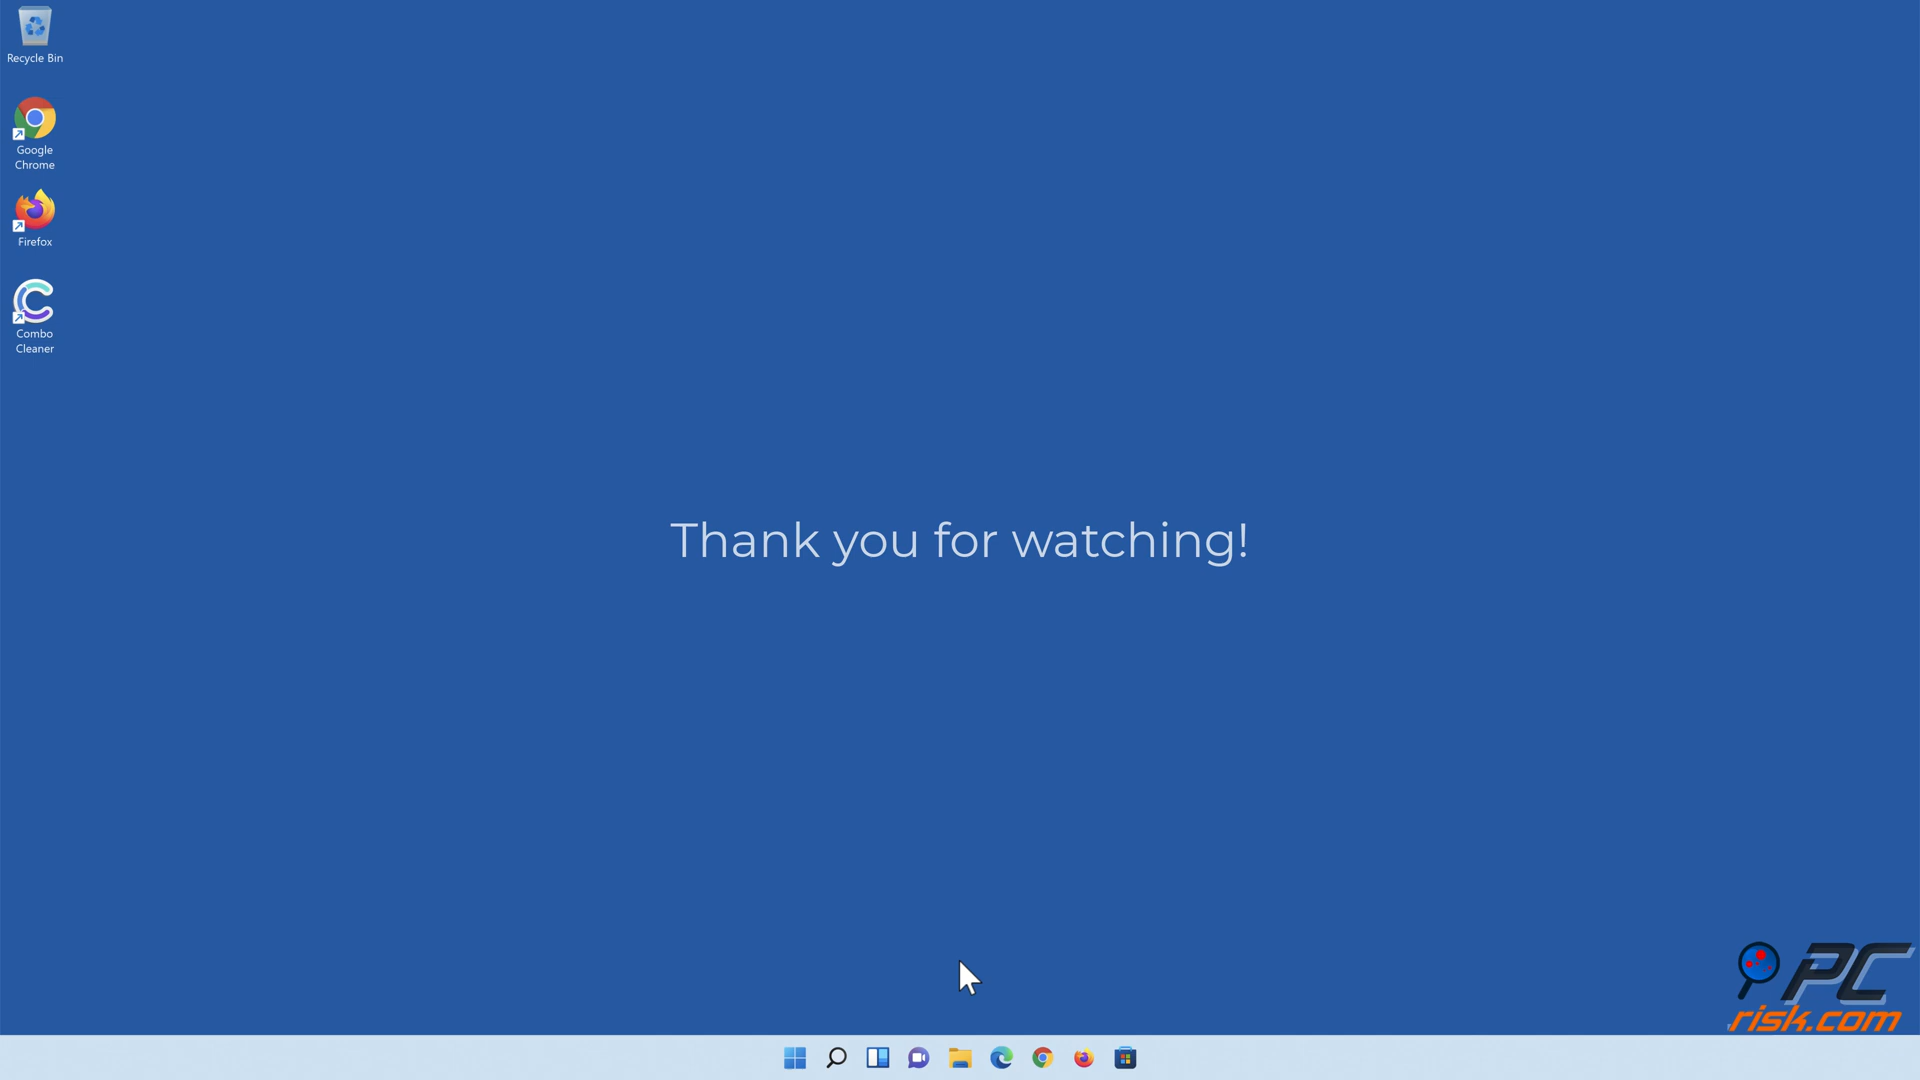 Recycle Bin
Google
Chrome
Firefox
Combo
Cleaner
Thank you for watching!
PC
risk.com